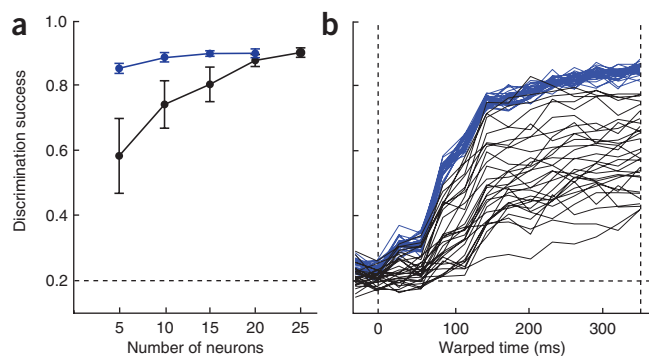 a
b
1.0
0.8
0.6
0.4
0.2
Discrimination success
5 10 15 20 25
Number of neurons
0 100 200 300
Warped time (ms)